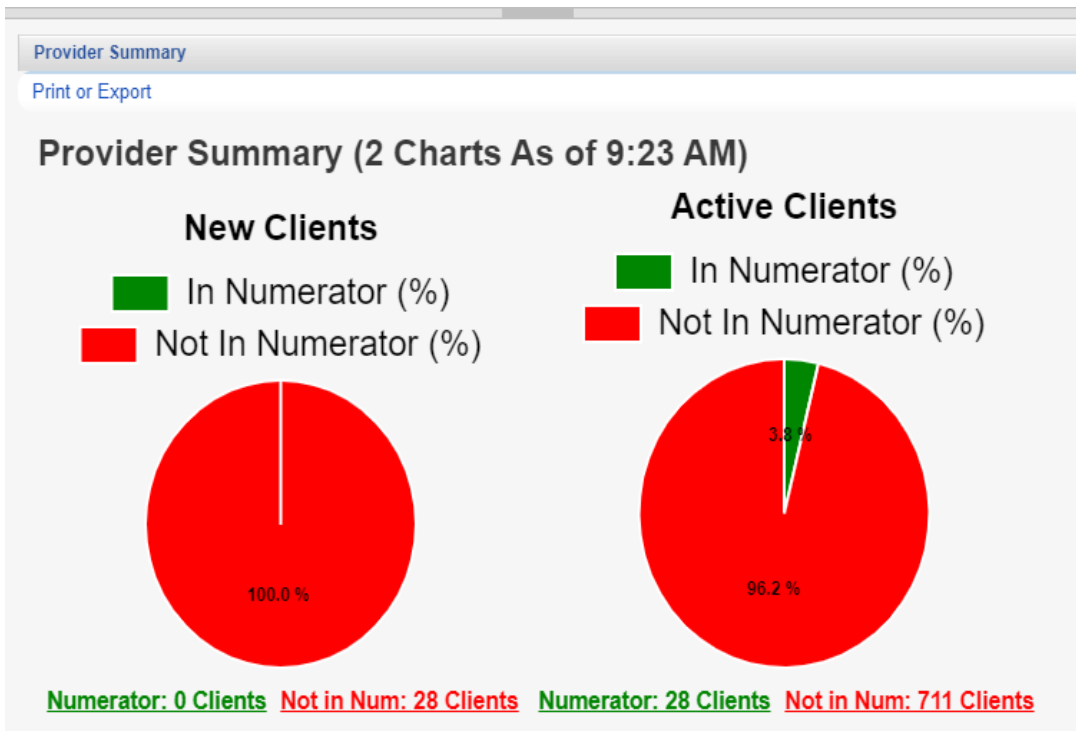 Provider Summary
Print or Export
Provider Summary (2 Charts As of 9:23 AM)
New Clients
In Numerator (%)
Not In Numerator (%)
100.0 %
Numerator: 0 Clients Not in Num: 28 Clients
Active Clients
In Numerator (%)
Not In Numerator (%)
3.8 %
96.2 %
Numerator: 28 Clients Not in Num: 711 Clients